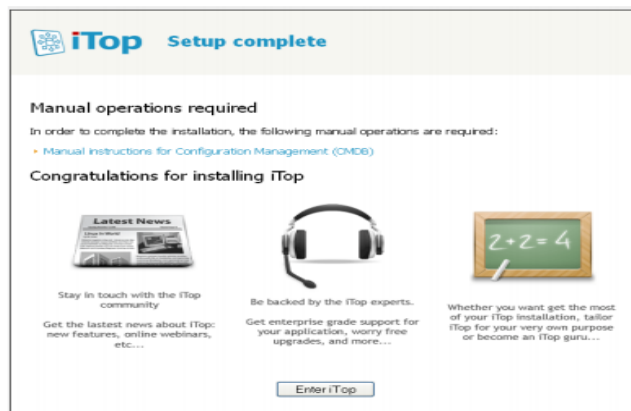 iTop Setup complete
Manual operations required
In order to complete the installation, the following manual operations are required:
• Manual instructions for Configuration Management (CMDB)
Congratulations for installing iTop
Latest News
2+2=4
Stay in touch with the iTop
community
Get the lastest news about iTop:
new features, online webinars,
etc...
Be backed by the iTop experts.
Get enterprise grade support for
your application, worry free
upgrades, and more...
Whether you want get the most
of your iTop installation, tailor
iTop for your very own purpose
or become an iTop guru...
Enter iTop